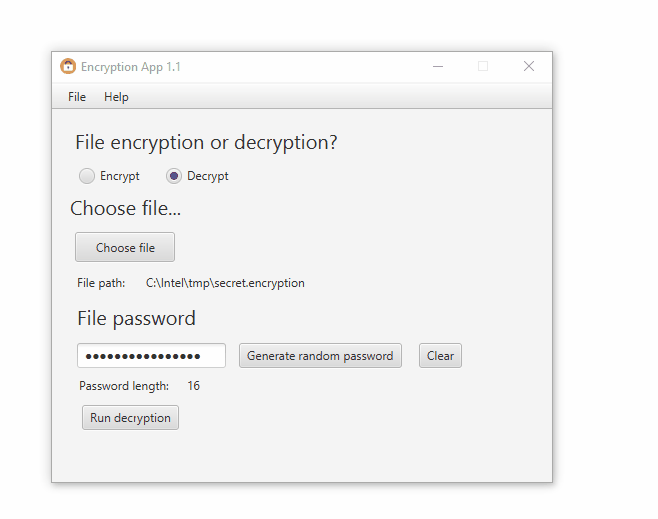 Encryption App 1.1
File Help
File encryption or decryption?
Encrypt Decrypt
Choose file...
Choose file
File path: C:\Intel\tmp\secret.encryption
File password
●●●●●●●●●●●●●●●● Generate random password Clear
Password length: 16
Run decryption